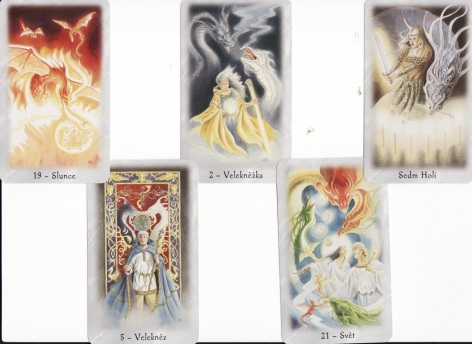 19 - Slunce
2 - Velekněžka
Sedm Holí
5 - Velekněz
21 - Svět